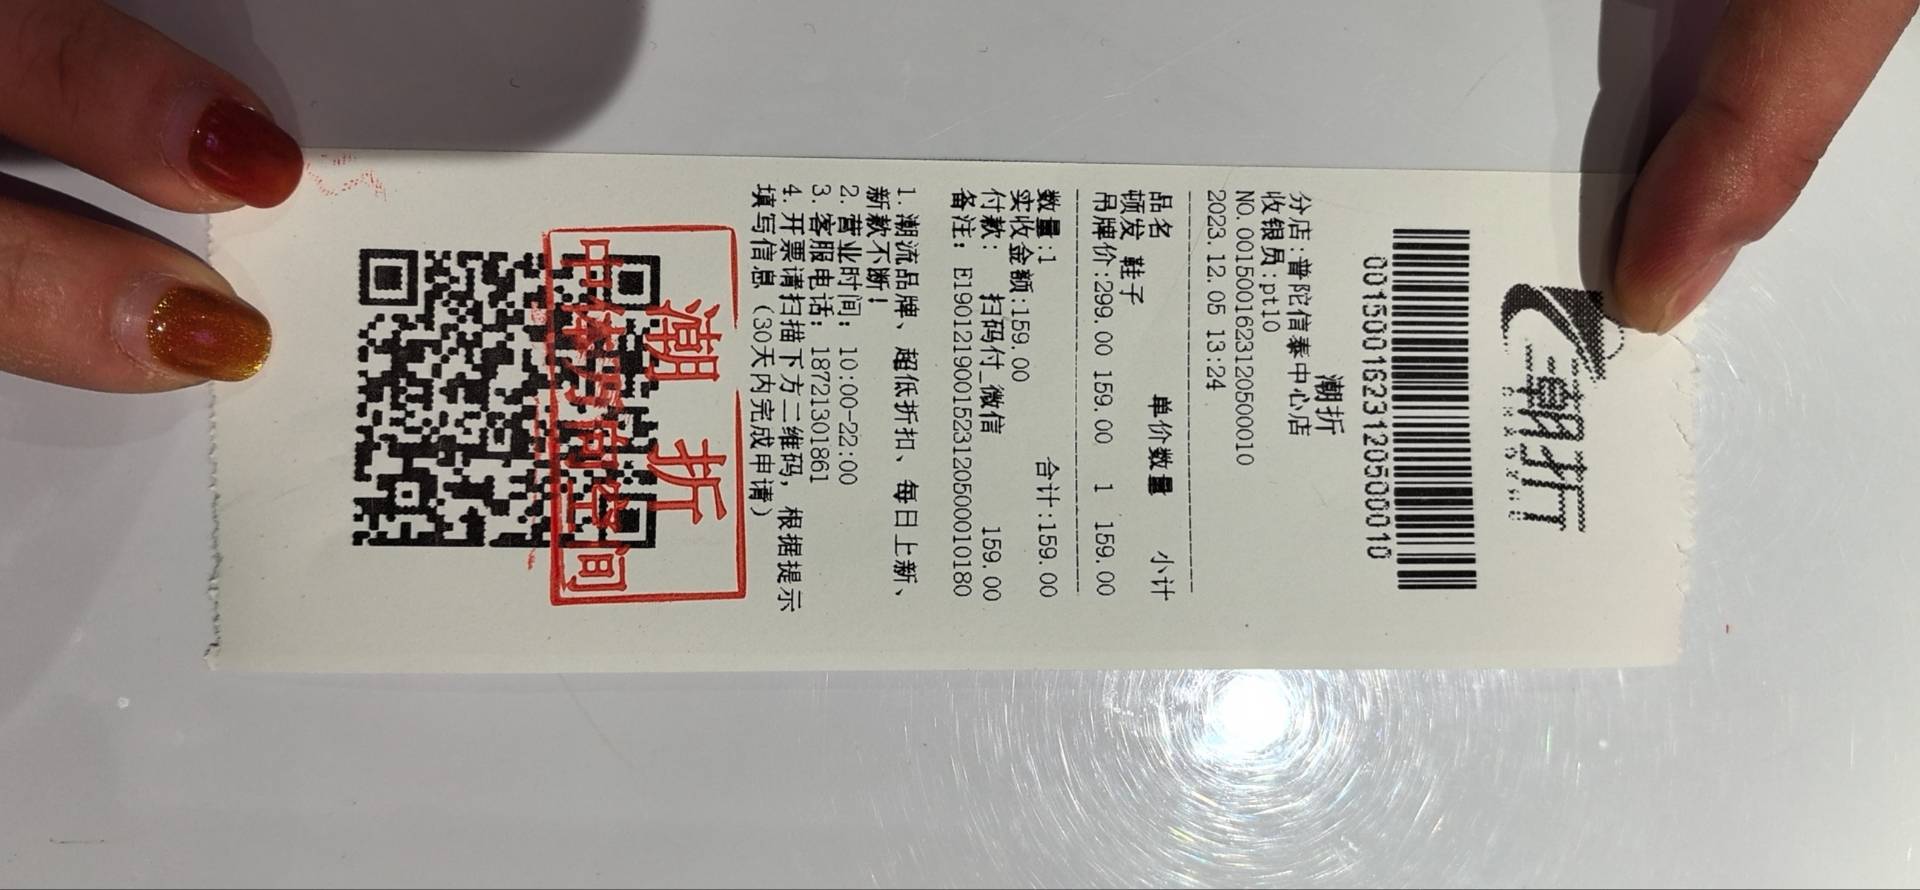 潮折
001500162312050​00010
潮折
分店:普陀信泰中心店
收银员:pt10
NO.00150016231205000010
2023.12.05 13:24
品名 单价数量 小计
顿发 鞋子
吊牌价:299.00 159.00 1 159.00
数量:1 合计:159.00
实收金额:159.00
付款: 扫码付_微信 159.00
备注: E19012190015231205000010180
1. 潮流品牌、超低折扣、每日上新、
新款不断!
2. 营业时间: 10:00-22:00
3. 客服电话: 18721301861
4. 开票请扫描下方二维码, 根据提示
填写信息 (30天内完成申请)
潮 折